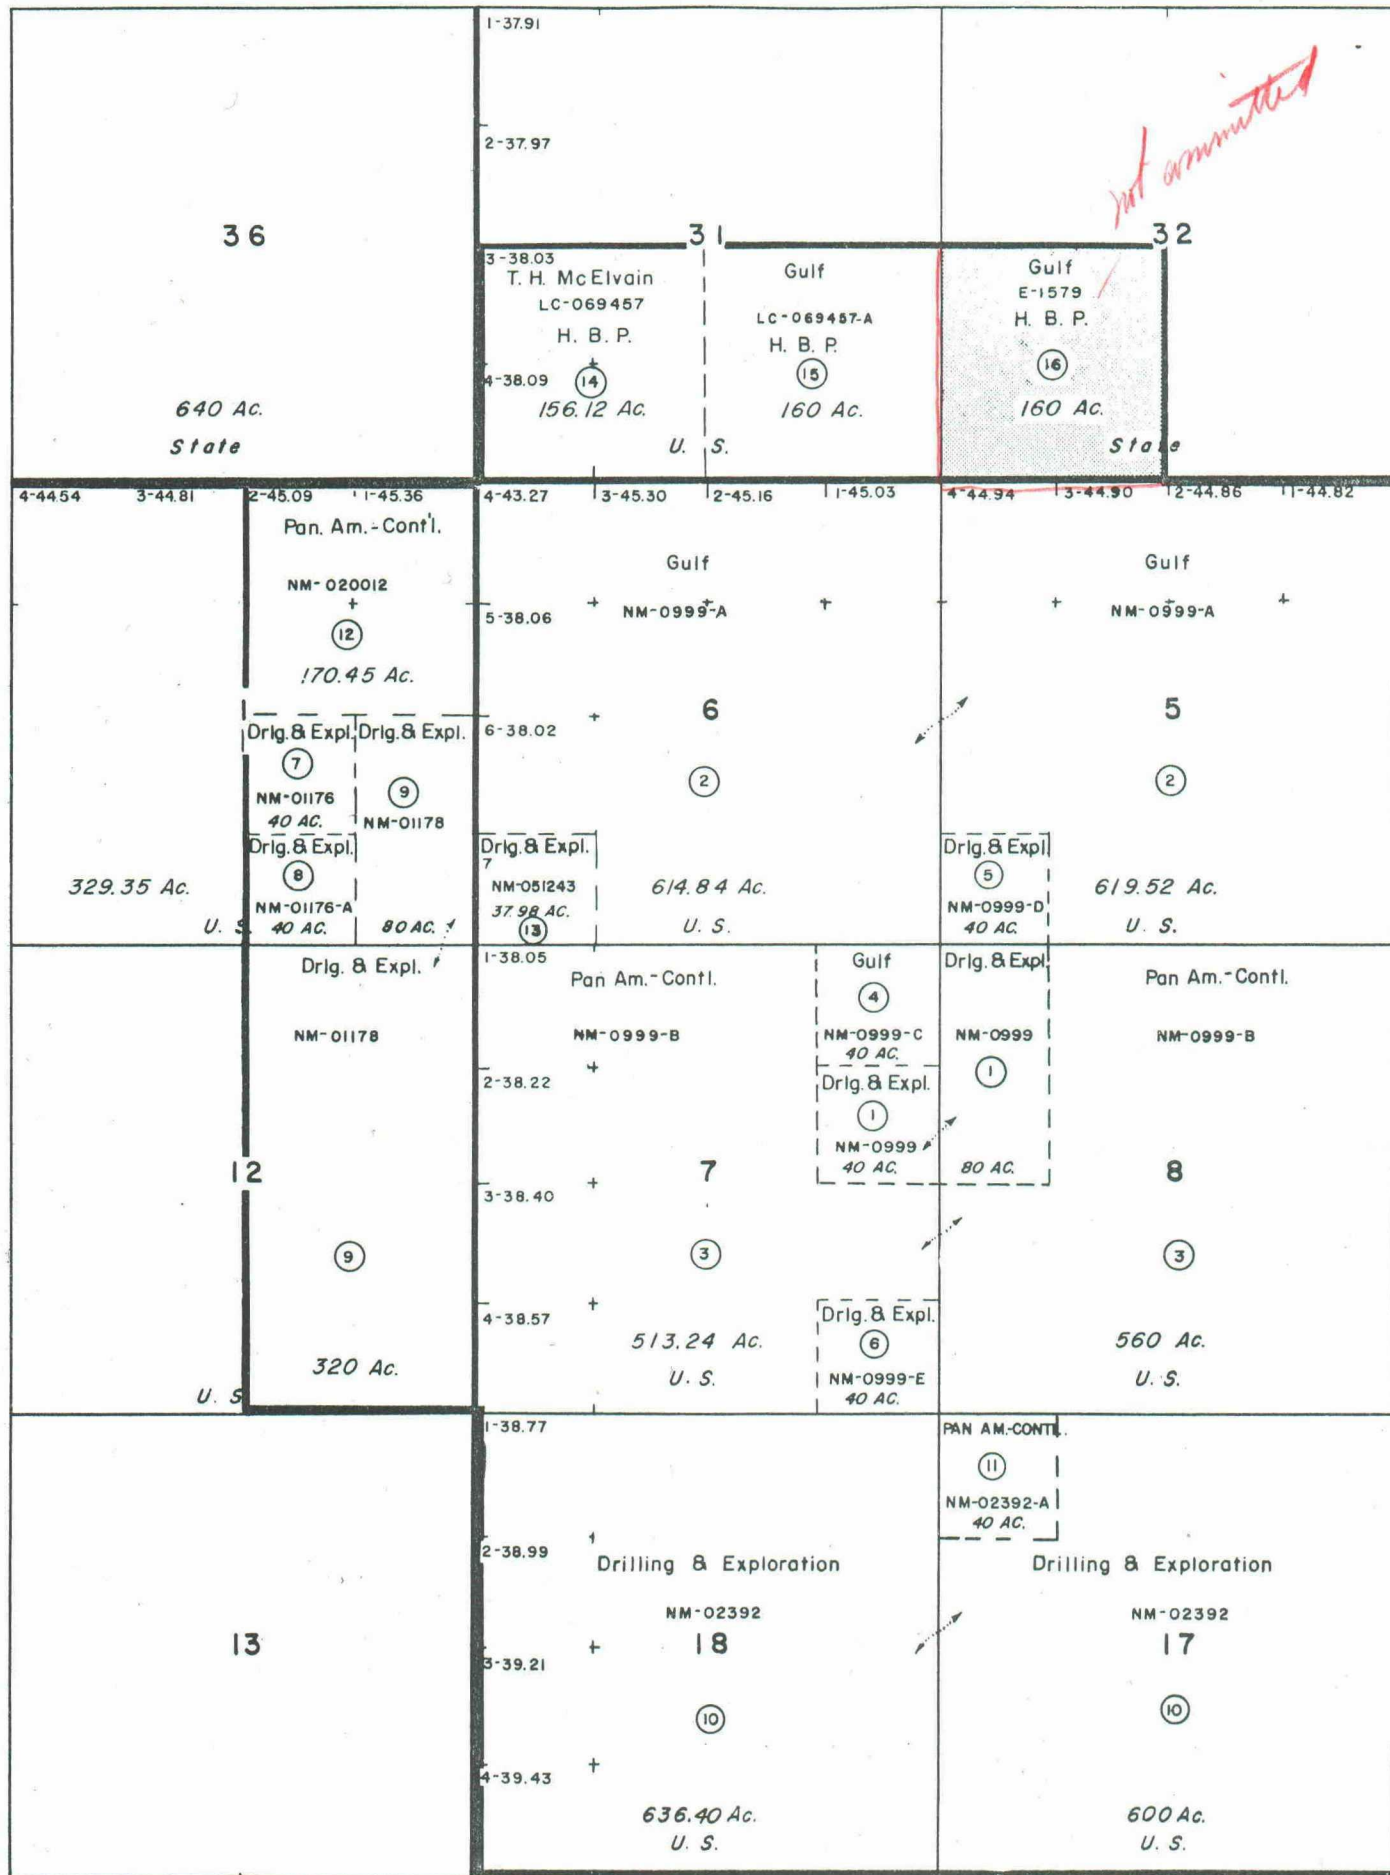 1-37.91
2-37.97
not committed
36
31
32
3-38.03
T. H. McElvain
LC-069457
H. B. P.
4-38.09
14
156.12 Ac.
Gulf
LC-069457-A
H. B. P.
15
160 Ac.
U. S.
Gulf
E-1579
H. B. P.
16
160 Ac.
State
640 Ac.
State
4-44.54
3-44.81
2-45.09
1-45.36
4-43.27
3-45.30
2-45.16
1-45.03
4-44.94
3-44.90
2-44.86
1-44.82
Pan. Am.-Cont'l.
NM-020012
12
170.45 Ac.
5-38.06
Gulf
NM-0999-A
Gulf
NM-0999-A
6
5
6-38.02
Drlg. & Expl.
7
NM-01176
40 AC.
Drlg. & Expl.
9
NM-01178
80 AC.
2
2
Drlg. & Expl.
8
NM-01176-A
40 AC.
329.35 Ac.
U. S.
Drlg. & Expl.
7
NM-051243
37.98 AC.
13
614.84 Ac.
U. S.
Drlg. & Expl
5
NM-0999-D
40 AC.
619.52 Ac.
U. S.
Drlg. & Expl.
NM-01178
1-38.05
Pan Am.-Contl.
NM-0999-B
Gulf
4
NM-0999-C
40 AC.
Drlg. & Expl
NM-0999
1
80 AC.
Pan Am.-Contl.
NM-0999-B
2-38.22
Drlg. & Expl.
1
NM-0999
40 AC.
12
7
8
3-38.40
9
3
3
4-38.57
320 Ac.
U. S.
513.24 Ac.
U. S.
Drlg. & Expl.
6
NM-0999-E
40 AC.
560 Ac.
U. S.
1-38.77
PAN AM.-CONTL.
11
NM-02392-A
40 AC.
2-38.99
Drilling & Exploration
NM-02392
Drilling & Exploration
NM-02392
13
18
17
3-39.21
10
10
4-39.43
636.40 Ac.
U. S.
600 Ac.
U. S.